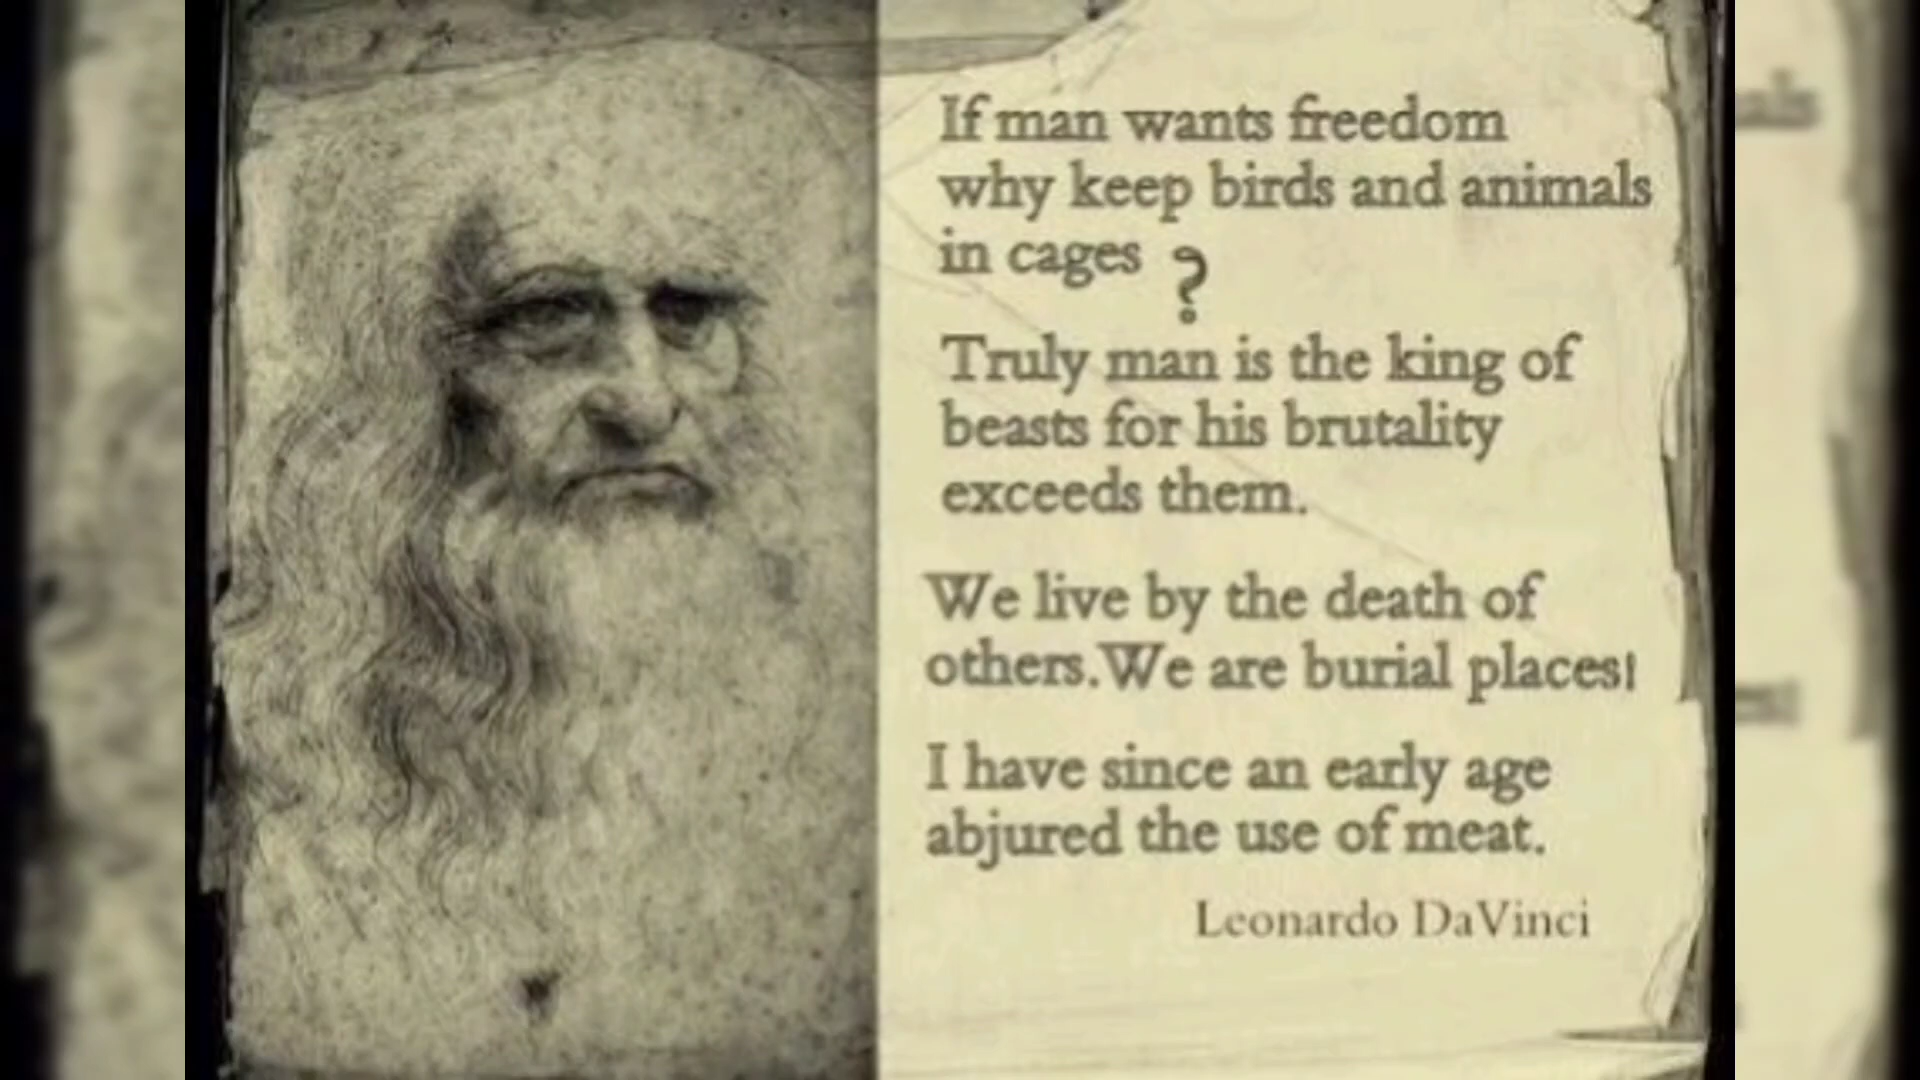 If man wants freedom
why keep birds and animals
in cages ?
Truly man is the king of
beasts for his brutality
exceeds them.
We live by the death of
others.We are burial places!
I have since an early age
abjured the use of meat.
Leonardo DaVinci